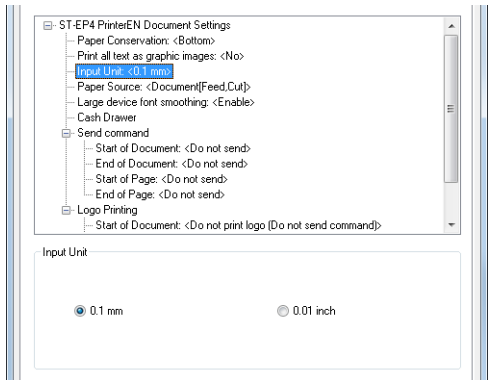 ST-EP4 PrinterEN Document Settings
Paper Conservation: <Bottom>
Print all text as graphic images: <No>
Input Unit: <0.1 mm>
Paper Source: <Document[Feed,Cut]>
Large device font smoothing: <Enable>
Cash Drawer
Send command
Start of Document: <Do not send>
End of Document: <Do not send>
Start of Page: <Do not send>
End of Page: <Do not send>
Logo Printing
Start of Document: <Do not print logo (Do not send command)>
Input Unit
0.1 mm
0.01 inch